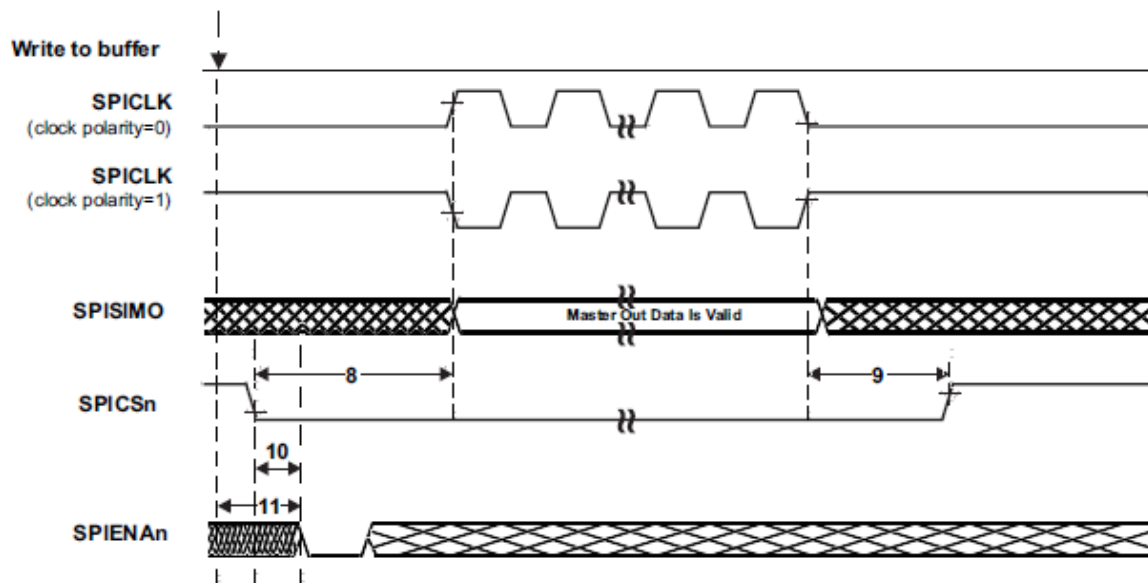 Write to buffer
SPICLK
(clock polarity=0)
SPICLK
(clock polarity=1)
SPISIMO
Master Out Data Is Valid
8
9
SPICSn
10
11
SPIENAn